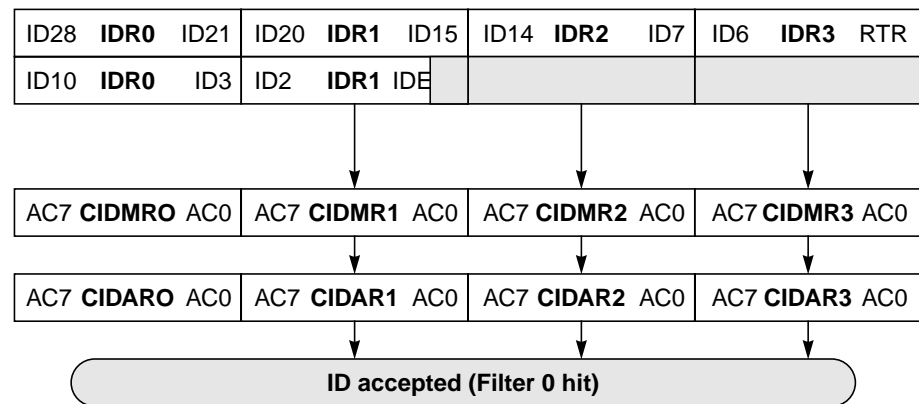 ID28 IDR0 ID21 ID20 IDR1 ID15 ID14 IDR2 ID7 ID6 IDR3 RTR
ID10 IDR0 ID3 ID2 IDR1 IDE
AC7 CIDMRO AC0 AC7 CIDMR1 AC0 AC7 CIDMR2 AC0 AC7 CIDMR3 AC0
AC7 CIDARO AC0 AC7 CIDAR1 AC0 AC7 CIDAR2 AC0 AC7 CIDAR3 AC0
ID accepted (Filter 0 hit)